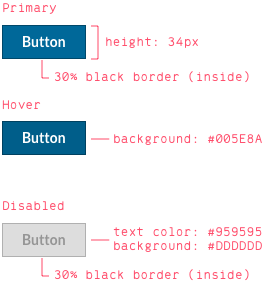 Primary
Button
height: 34px
30% black border (inside)
Hover
Button
background: #005E8A
Disabled
Button
text color: #959595
background: #DDDDDD
30% black border (inside)